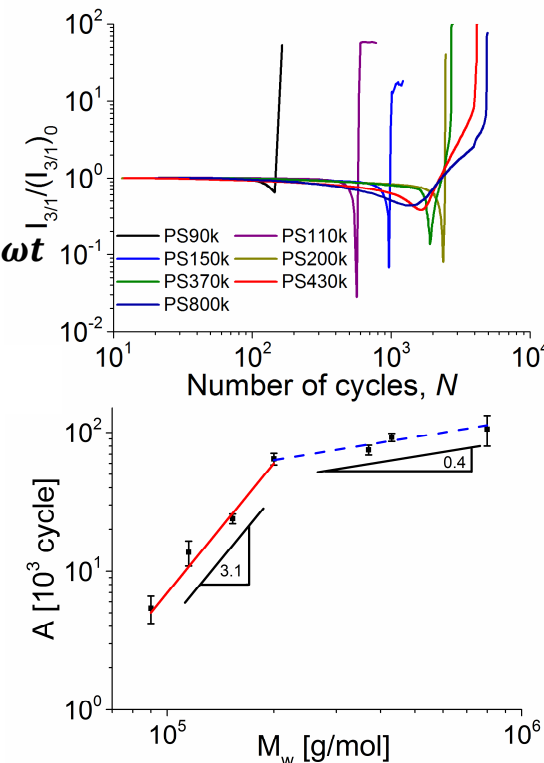 10²
10¹
10⁰
10⁻¹
10⁻²
I₃/₁/(I₃/₁)₀
ωt
PS90k PS110k
PS150k PS200k
PS370k PS430k
PS800k
10¹ 10² 10³ 10⁴
Number of cycles, N
10²
10¹
10⁰
A [10³ cycle]
0.4
3.1
10⁵ 10⁶
M_w [g/mol]